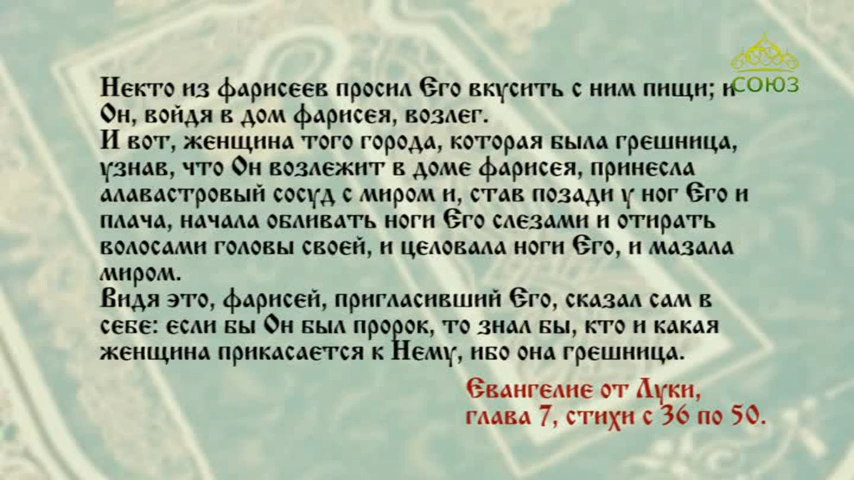 СОЮЗ
Некто из фарисеев просил Его вкусить с ним пищи; и
Он, войдя в дом фарисея, возлег.
И вот, женщина того города, которая была грешница,
узнав, что Он возлежит в доме фарисея, принесла
алавастровый сосуд с миром и, став позади у ног Его и
плача, начала обливать ноги Его слезами и отирать
волосами головы своей, и целовала ноги Его, и мазала
миром.
Видя это, фарисей, пригласивший Его, сказал сам в
себе: если бы Он был пророк, то знал бы, кто и какая
женщина прикасается к Нему, ибо она грешница.
Евангелие от Луки,
глава 7, стихи с 36 по 50.